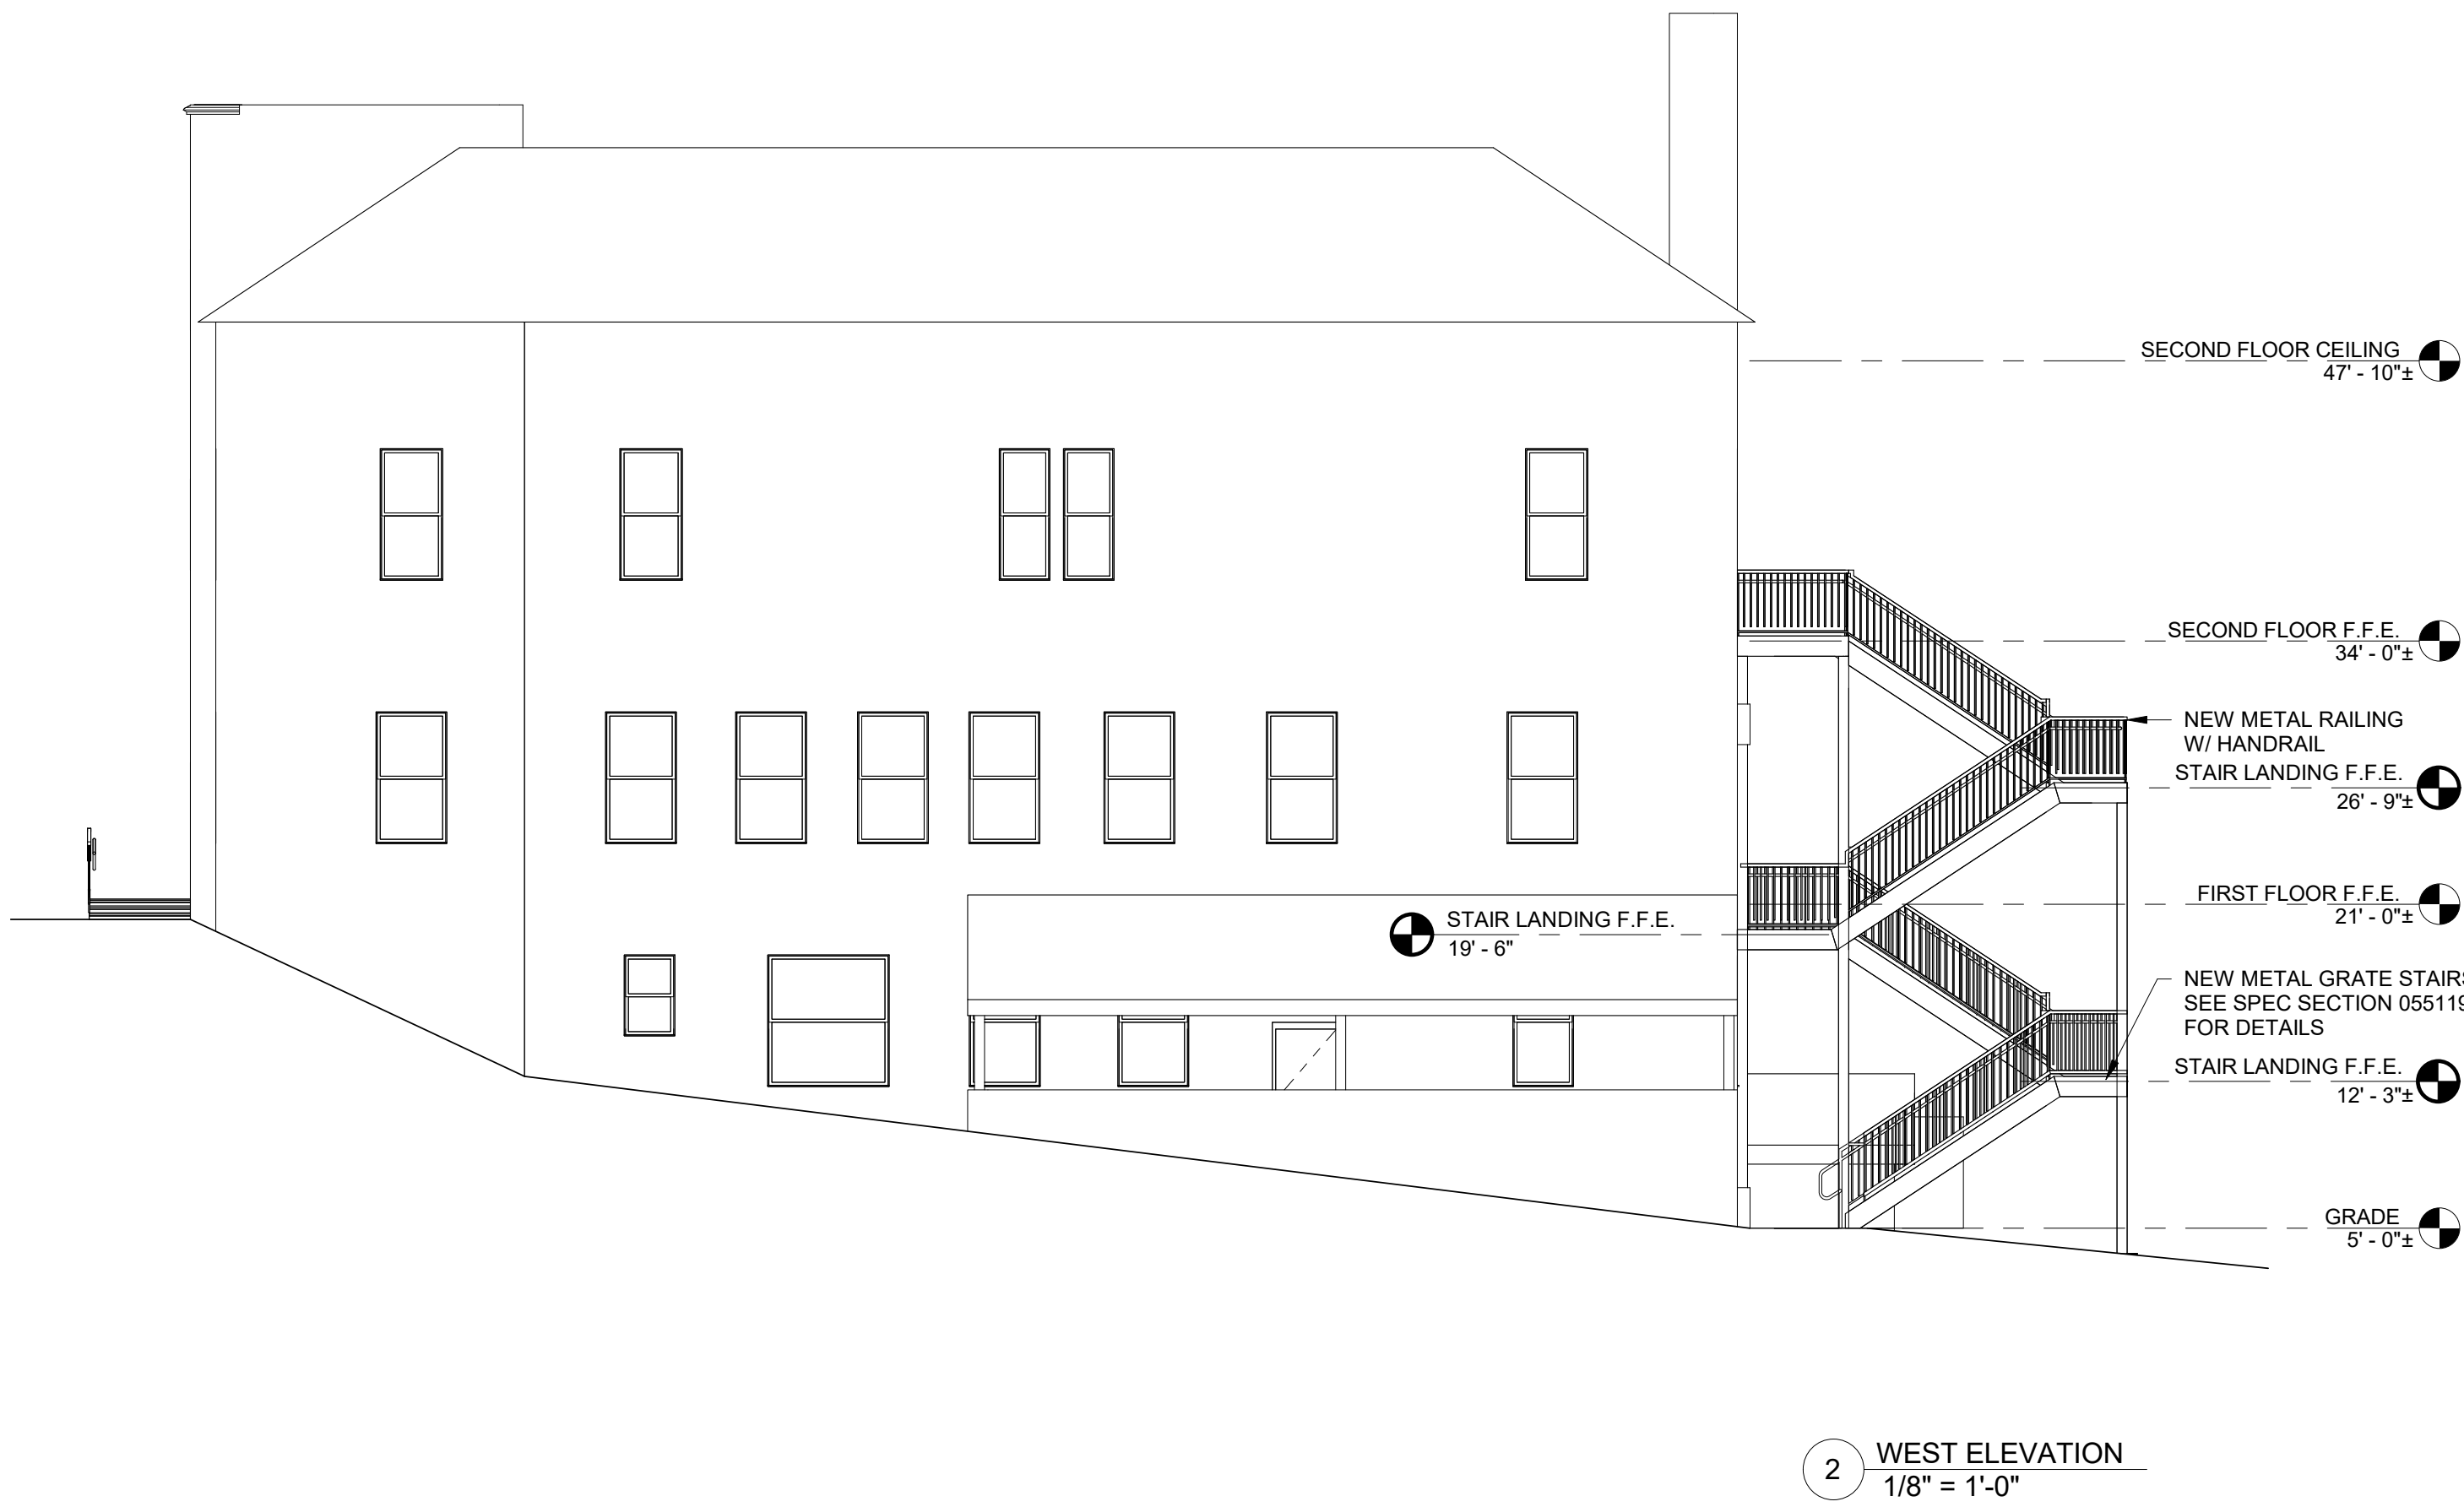 SECOND FLOOR CEILING
47' - 10"±
SECOND FLOOR F.F.E.
34' - 0"±
NEW METAL RAILING
W/ HANDRAIL
STAIR LANDING F.F.E.
26' - 9"±
FIRST FLOOR F.F.E.
21' - 0"±
STAIR LANDING F.F.E.
19' - 6"
NEW METAL GRATE STAIRS
SEE SPEC SECTION 055119
FOR DETAILS
STAIR LANDING F.F.E.
12' - 3"±
GRADE
5' - 0"±
2
WEST ELEVATION
1/8" = 1'-0"